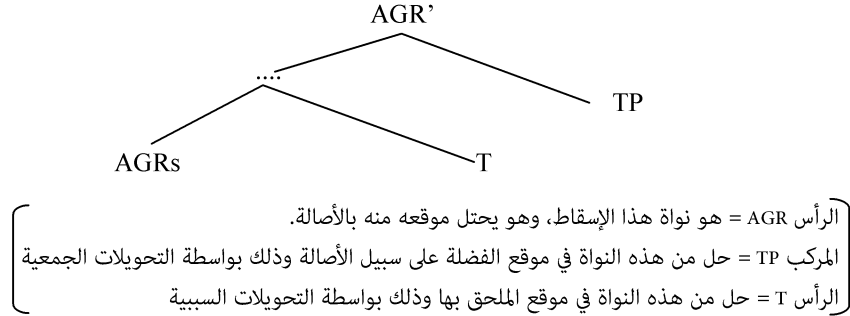 AGR’
....
TP
AGRs T
الرأس AGR = هو نواة هذا الإسقاط، وهو يحتل موقعه منه بالأصالة.
المركب TP = حل من هذه النواة في موقع الفضلة على سبيل الأصالة وذلك بواسطة التحويلات الجمعية
الرأس T = حل من هذه النواة في موقع الملحق بها وذلك بواسطة التحويلات السببية